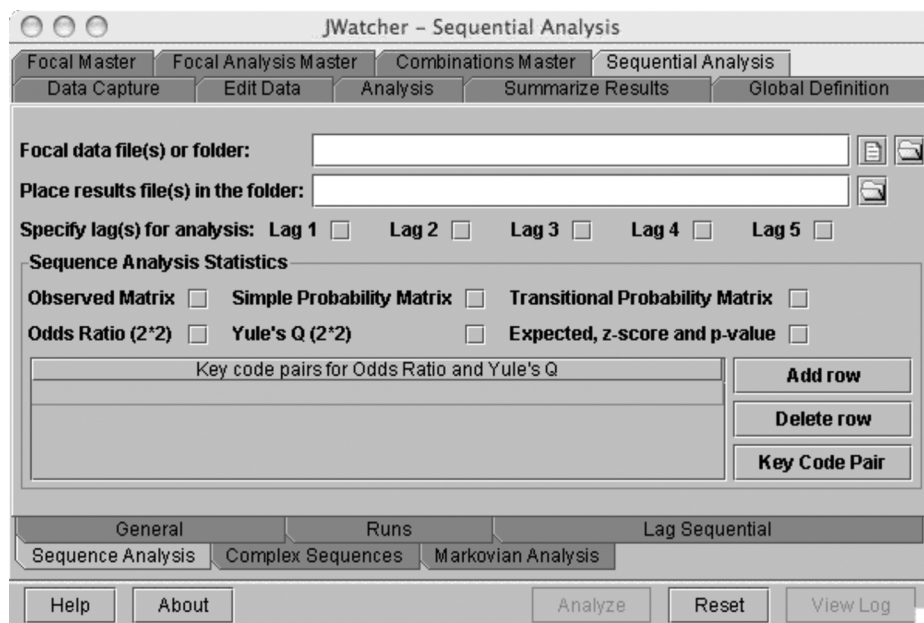 JWatcher – Sequential Analysis
Focal Master Focal Analysis Master Combinations Master Sequential Analysis
Data Capture Edit Data Analysis Summarize Results Global Definition
Focal data file(s) or folder:
Place results file(s) in the folder:
Specify lag(s) for analysis: Lag 1 Lag 2 Lag 3 Lag 4 Lag 5
Sequence Analysis Statistics
Observed Matrix Simple Probability Matrix Transitional Probability Matrix
Odds Ratio (2*2) Yule's Q (2*2) Expected, z-score and p-value
Key code pairs for Odds Ratio and Yule's Q
Add row
Delete row
Key Code Pair
General Runs Lag Sequential
Sequence Analysis Complex Sequences Markovian Analysis
Help About Analyze Reset View Log